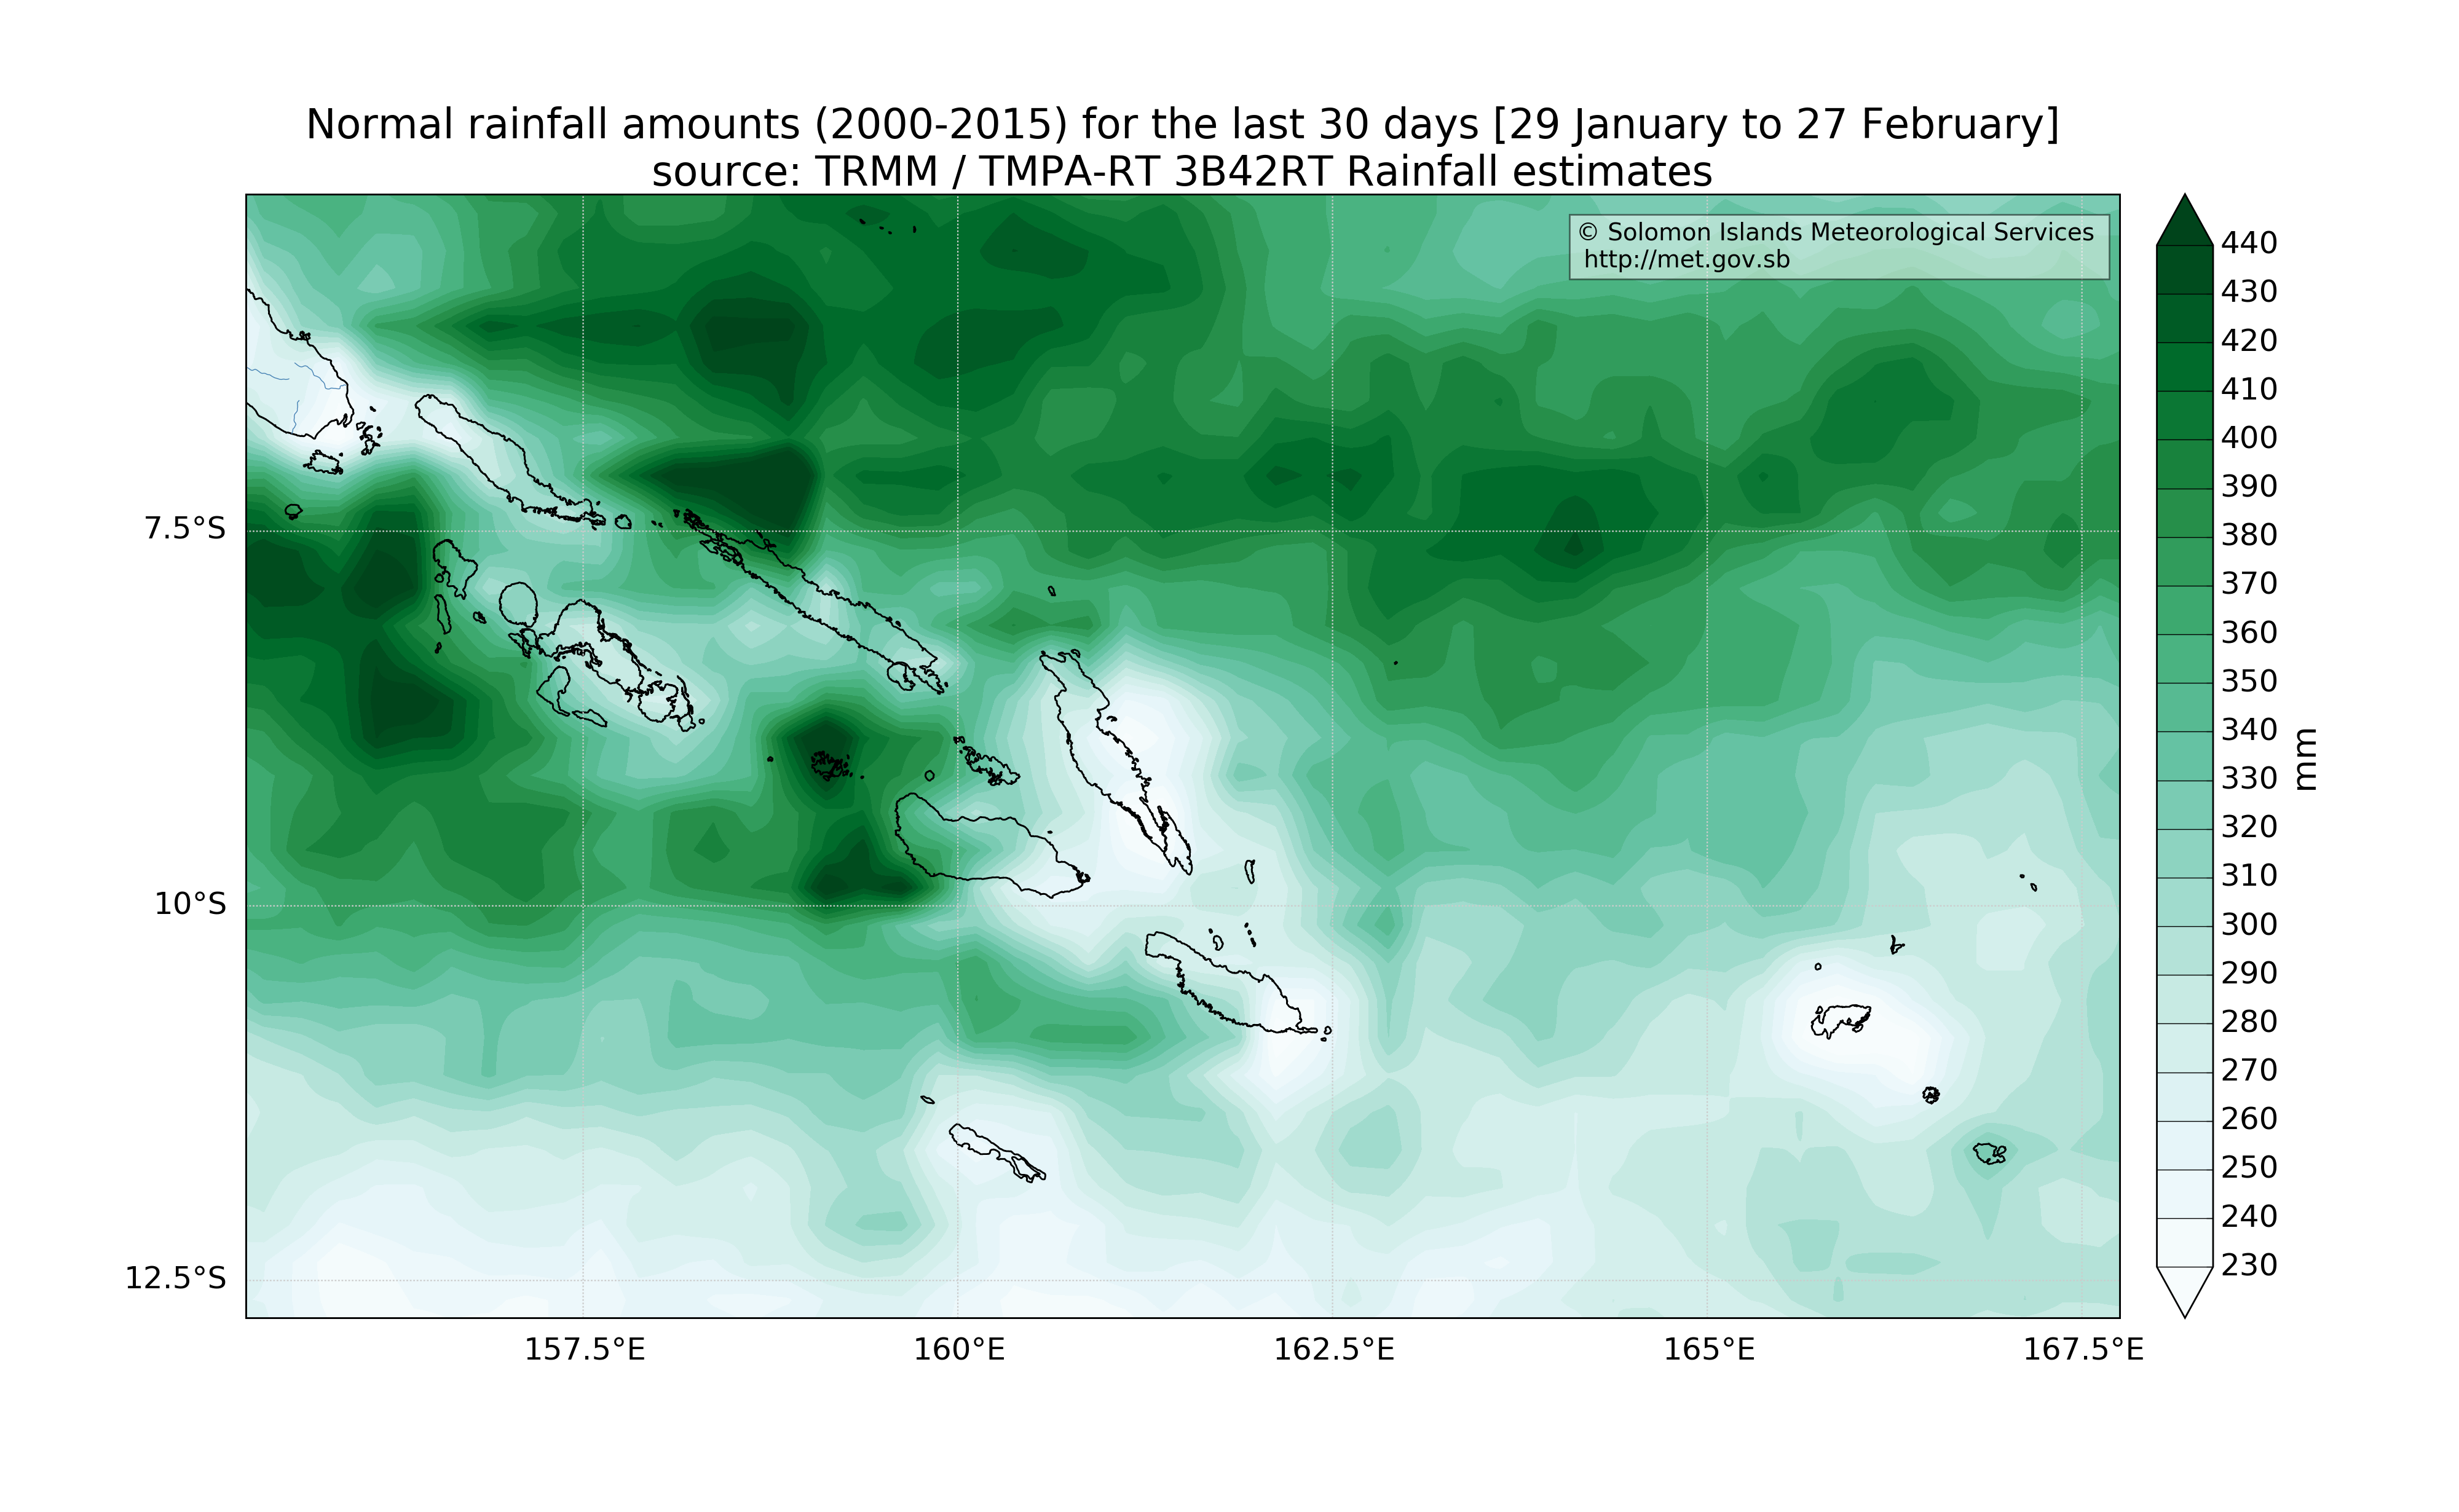 Normal rainfall amounts (2000-2015) for the last 30 days [29 January to 27 February]
source: TRMM / TMPA-RT 3B42RT Rainfall estimates
© Solomon Islands Meteorological Services
http://met.gov.sb
7.5°S
10°S
12.5°S
157.5°E
160°E
162.5°E
165°E
167.5°E
440
430
420
410
400
390
380
370
360
350
340
330
320
310
300
290
280
270
260
250
240
230
mm